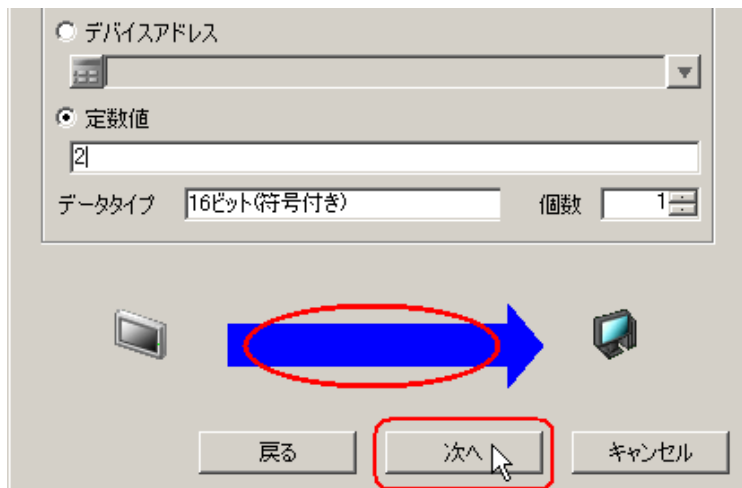 デバイスアドレス
定数値
2
データタイプ 16ビット(符号付き) 個数 1
戻る 次へ キャンセル